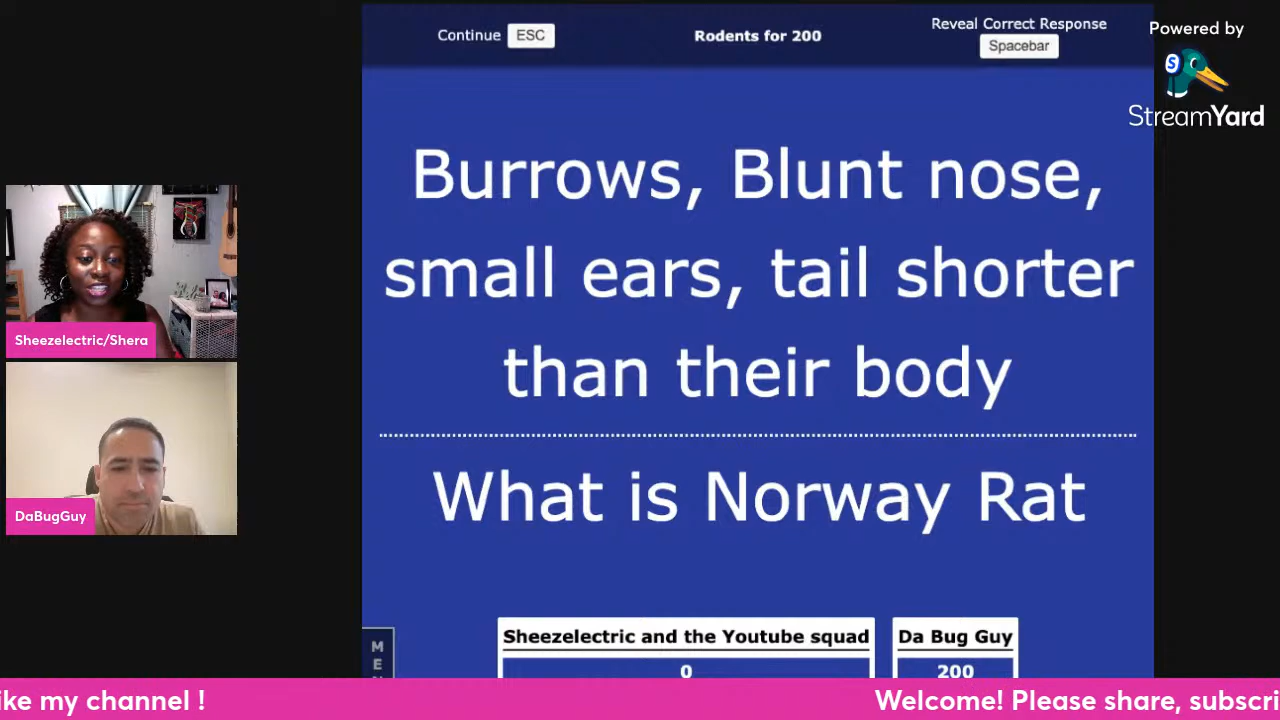 Continue ESC
Rodents for 200
Reveal Correct Response
Spacebar
Powered by
StreamYard
Burrows, Blunt nose,
small ears, tail shorter
than their body
What is Norway Rat
Sheezelectric/Shera
DaBugGuy
Sheezelectric and the Youtube squad
0
Da Bug Guy
200
M
E
ike my channel !
Welcome! Please share, subscri